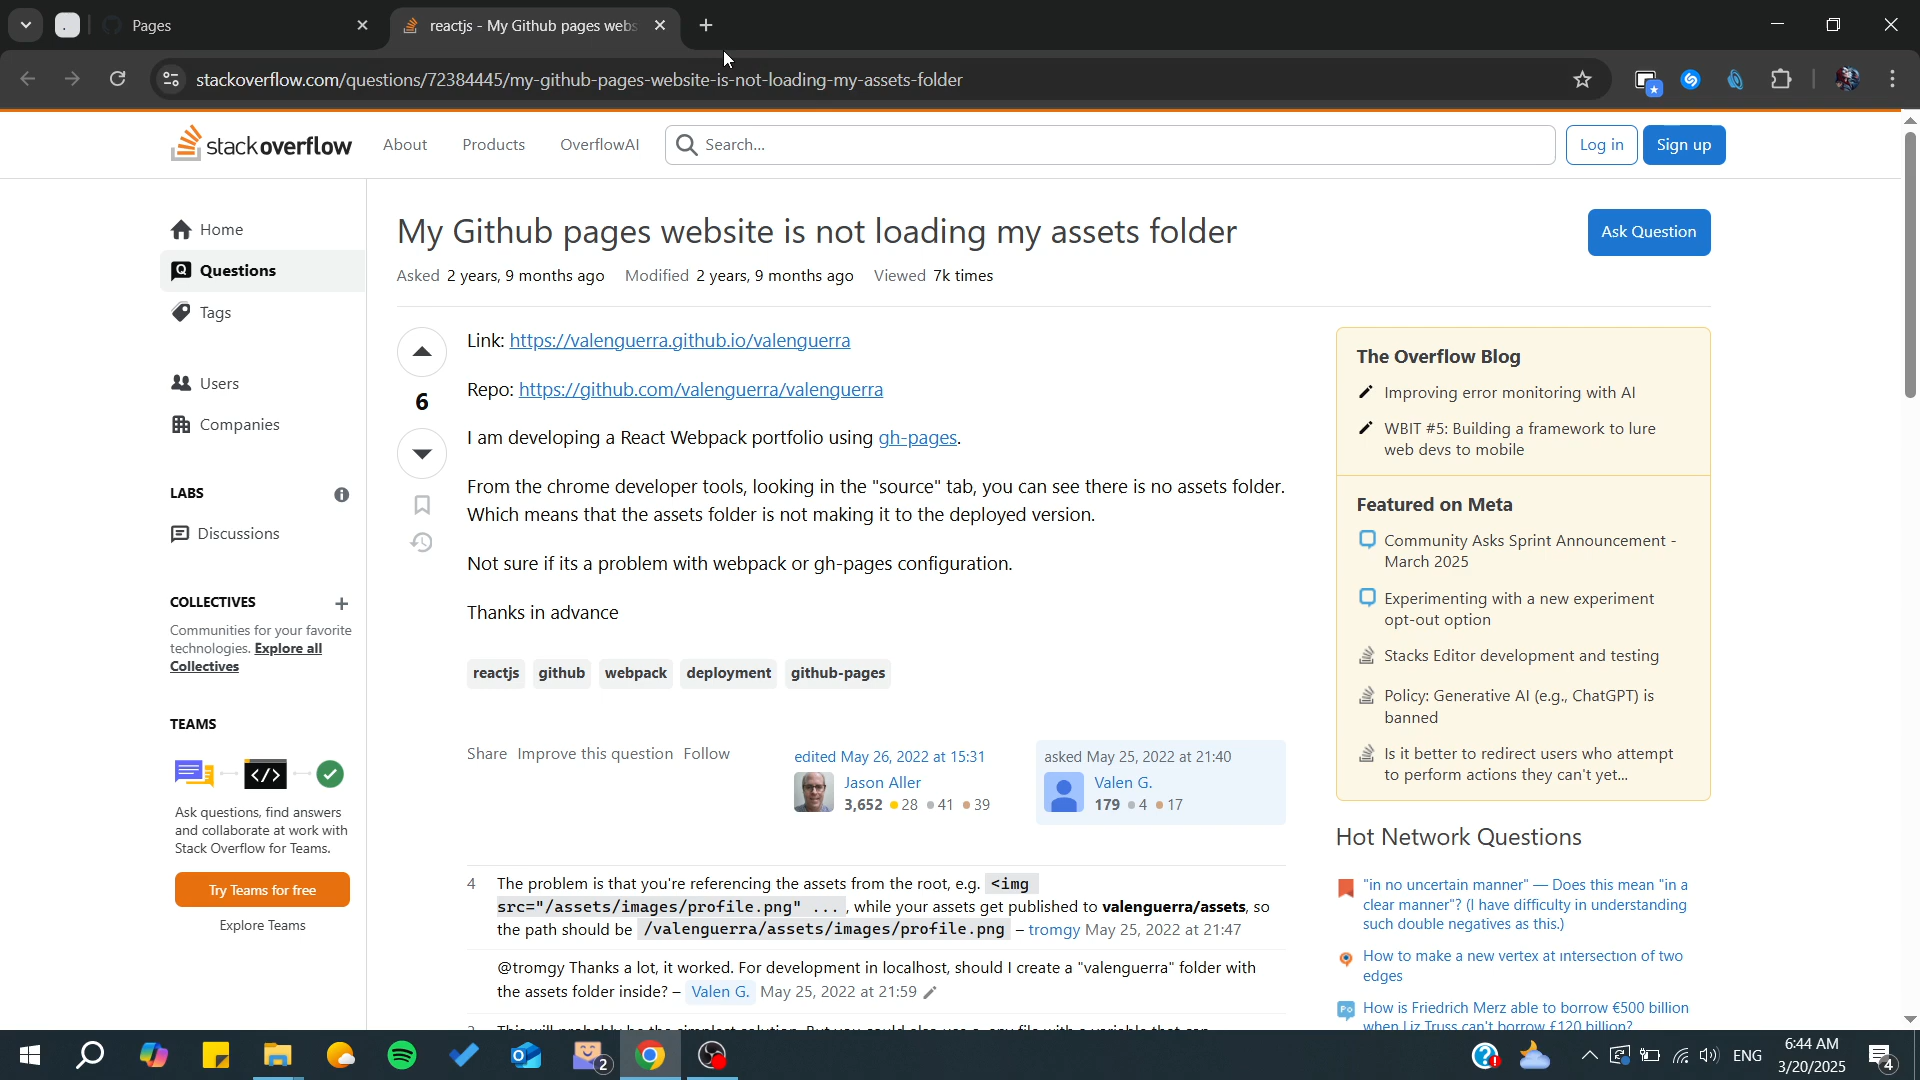 Pages
reactjs - My Github pages webs
stackoverflow.com/questions/72384445/my-github-pages-website-is-not-loading-my-assets-folder
stackoverflow
About
Products
OverflowAI
Search...
Log in
Sign up
Home
Questions
Tags
Users
Companies
LABS
Discussions
COLLECTIVES
Communities for your favorite
technologies. Explore all
Collectives
TEAMS
Ask questions, find answers
and collaborate at work with
Stack Overflow for Teams.
Try Teams for free
Explore Teams
My Github pages website is not loading my assets folder
Ask Question
Asked 2 years, 9 months ago Modified 2 years, 9 months ago Viewed 7k times
6
Link: https://valenguerra.github.io/valenguerra
Repo: https://github.com/valenguerra/valenguerra
I am developing a React Webpack portfolio using gh-pages.
From the chrome developer tools, looking in the "source" tab, you can see there is no assets folder.
Which means that the assets folder is not making it to the deployed version.
Not sure if its a problem with webpack or gh-pages configuration.
Thanks in advance
reactjs github webpack deployment github-pages
Share Improve this question Follow
edited May 26, 2022 at 15:31
Jason Aller
3,652 28 41 39
asked May 25, 2022 at 21:40
Valen G.
179 4 17
4 The problem is that you're referencing the assets from the root, e.g. <img
src="/assets/images/profile.png" ... , while your assets get published to valenguerra/assets, so
the path should be /valenguerra/assets/images/profile.png – tromgy May 25, 2022 at 21:47
@tromgy Thanks a lot, it worked. For development in localhost, should I create a "valenguerra" folder with
the assets folder inside? – Valen G. May 25, 2022 at 21:59
The Overflow Blog
Improving error monitoring with AI
WBIT #5: Building a framework to lure
web devs to mobile
Featured on Meta
Community Asks Sprint Announcement -
March 2025
Experimenting with a new experiment
opt-out option
Stacks Editor development and testing
Policy: Generative AI (e.g., ChatGPT) is
banned
Is it better to redirect users who attempt
to perform actions they can't yet...
Hot Network Questions
"in no uncertain manner" — Does this mean "in a
clear manner"? (I have difficulty in understanding
such double negatives as this.)
How to make a new vertex at intersection of two
edges
How is Friedrich Merz able to borrow €500 billion
when Liz Truss can't borrow £120 billion?
2
ENG
6:44 AM
3/20/2025
4